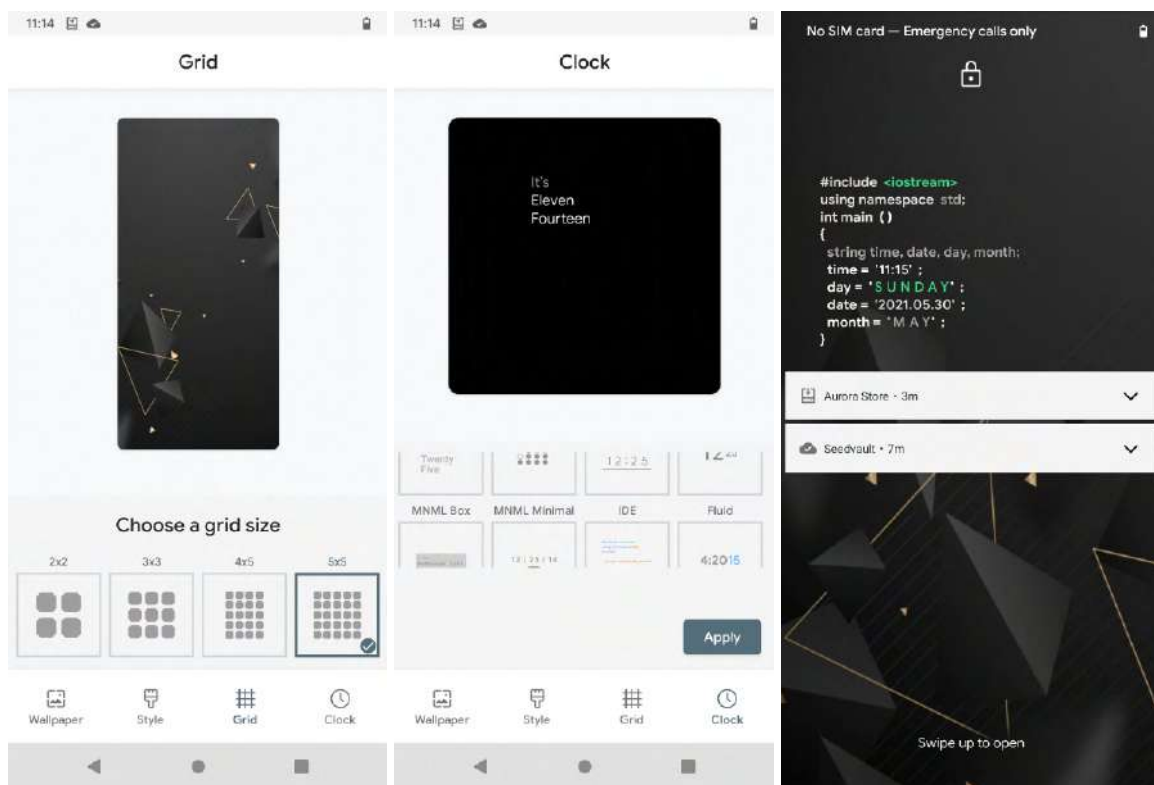 11:14
Grid
Choose a grid size
2x2 3x3 4x5 5x5
Wallpaper Style Grid Clock
11:14
Clock
It's
Eleven
Fourteen
Twenty
Five
12:25
MNML Box MNML Minimal IDE Fluid
4:2015
Apply
Wallpaper Style Grid Clock
No SIM card — Emergency calls only
#include <iostream>
using namespace std;
int main ()
{
string time, date, day, month;
time = '11:15' ;
day = "S U N D A Y" ;
date = '2021.05.30' ;
month = "M A Y" ;
}
Aurora Store • 3m
Seedvault • 7m
Swipe up to open